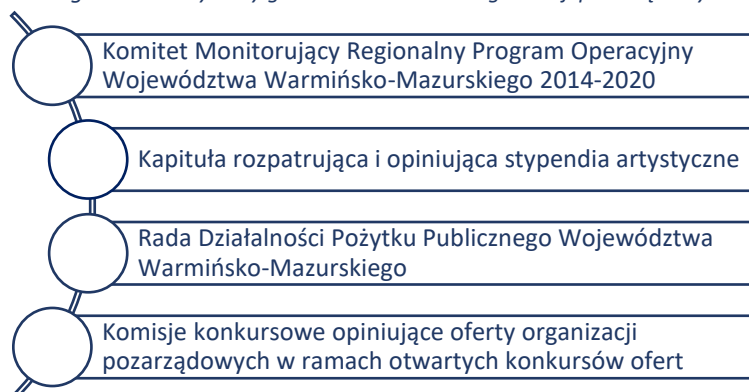 Komitet Monitorujący Regionalny Program Operacyjny
Województwa Warmińsko-Mazurskiego 2014-2020
Kapituła rozpatrująca i opiniująca stypendia artystyczne
Rada Działalności Pożytku Publicznego Województwa
Warmińsko-Mazurskiego
Komisje konkursowe opiniujące oferty organizacji
pozarządowych w ramach otwartych konkursów ofert